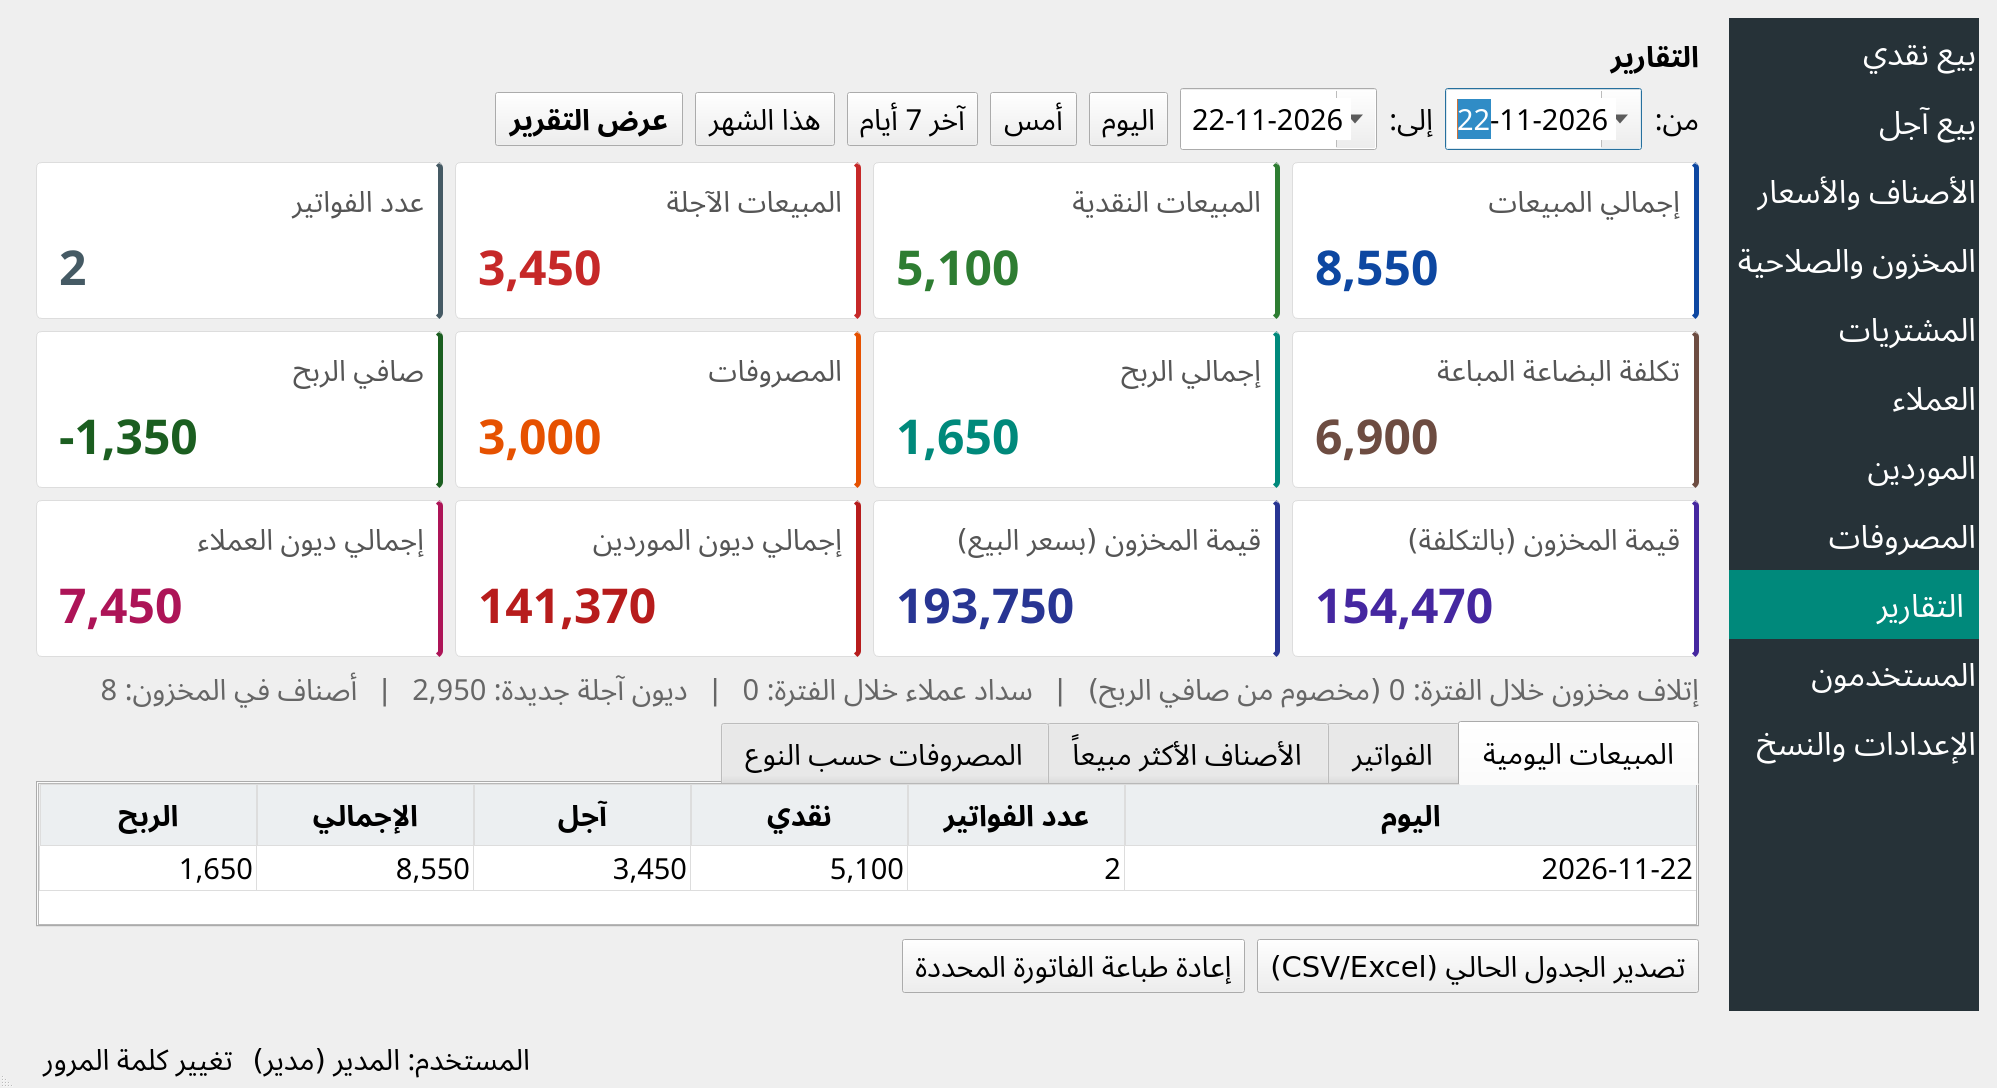 بيع نقدي
بيع آجل
الأصناف والأسعار
المخزون والصلاحية
المشتريات
العملاء
الموردين
المصروفات
التقارير
المستخدمون
الإعدادات والنسخ
التقارير
من: 22-11-2026 إلى: 22-11-2026 اليوم أمس آخر 7 أيام هذا الشهر عرض التقرير
إجمالي المبيعات
8,550
المبيعات النقدية
5,100
المبيعات الآجلة
3,450
عدد الفواتير
2
تكلفة البضاعة المباعة
6,900
إجمالي الربح
1,650
المصروفات
3,000
صافي الربح
-1,350
قيمة المخزون (بالتكلفة)
154,470
قيمة المخزون (بسعر البيع)
193,750
إجمالي ديون الموردين
141,370
إجمالي ديون العملاء
7,450
إتلاف مخزون خلال الفترة: 0 (مخصوم من صافي الربح) | سداد عملاء خلال الفترة: 0 | ديون آجلة جديدة: 2,950 | أصناف في المخزون: 8
المبيعات اليومية الفواتير الأصناف الأكثر مبيعاً المصروفات حسب النوع
اليوم عدد الفواتير نقدي آجل الإجمالي الربح
2026-11-22 2 5,100 3,450 8,550 1,650
تصدير الجدول الحالي (CSV/Excel) إعادة طباعة الفاتورة المحددة
المستخدم: المدير (مدير) تغيير كلمة المرور